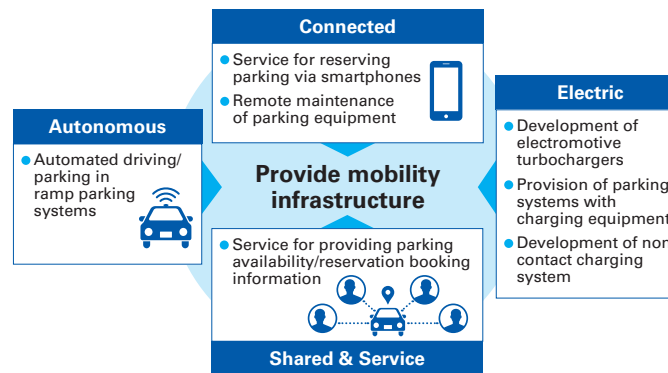 Connected
● Service for reserving
parking via smartphones
● Remote maintenance
of parking equipment
Autonomous
● Automated driving/
parking in
ramp parking
systems
Provide mobility
infrastructure
Electric
● Development of
electromotive
turbochargers
● Provision of parking
systems with
charging equipment
● Development of non
contact charging
system
● Service for providing parking
availability/reservation booking
information
Shared & Service